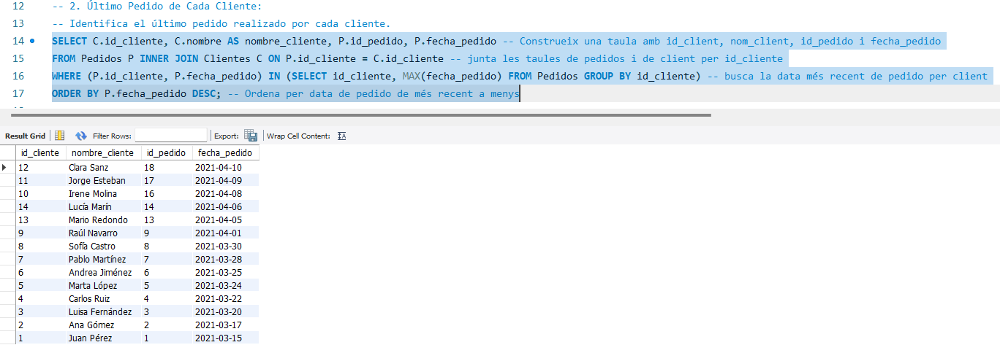 12 -- 2. Último Pedido de Cada Cliente:
13 -- Identifica el último pedido realizado por cada cliente.
14 SELECT C.id_cliente, C.nombre AS nombre_cliente, P.id_pedido, P.fecha_pedido -- Construeix una taula amb id_client, nom_client, id_pedido i fecha_pedido
15 FROM Pedidos P INNER JOIN Clientes C ON P.id_cliente = C.id_cliente -- junta les taules de pedidos i de client per id_cliente
16 WHERE (P.id_cliente, P.fecha_pedido) IN (SELECT id_cliente, MAX(fecha_pedido) FROM Pedidos GROUP BY id_cliente) -- busca la data més recent de pedido per client
17 ORDER BY P.fecha_pedido DESC; -- Ordena per data de pedido de més recent a menys
Result Grid Filter Rows: Export: Wrap Cell Content:
id_cliente nombre_cliente id_pedido fecha_pedido
12 Clara Sanz 18 2021-04-10
11 Jorge Esteban 17 2021-04-09
10 Irene Molina 16 2021-04-08
14 Lucía Marín 14 2021-04-06
13 Mario Redondo 13 2021-04-05
9 Raúl Navarro 9 2021-04-01
8 Sofía Castro 8 2021-03-30
7 Pablo Martínez 7 2021-03-28
6 Andrea Jiménez 6 2021-03-25
5 Marta López 5 2021-03-24
4 Carlos Ruiz 4 2021-03-22
3 Luisa Fernández 3 2021-03-20
2 Ana Gómez 2 2021-03-17
1 Juan Pérez 1 2021-03-15